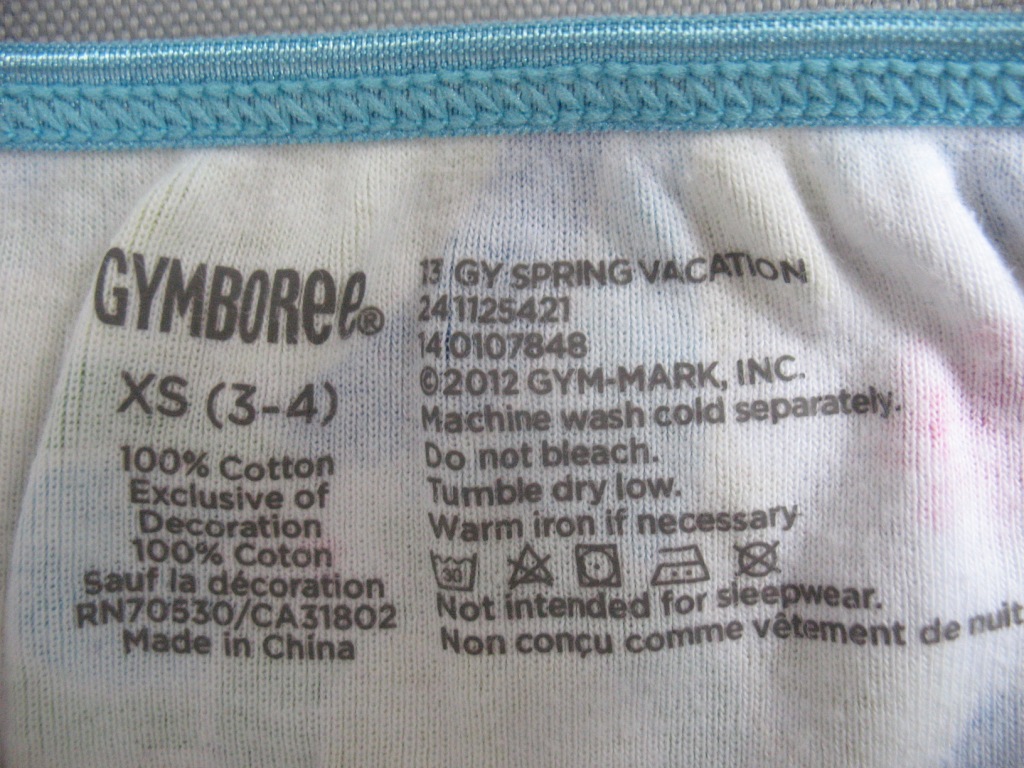 GYMBOREE®
XS (3-4)
100% Cotton
Exclusive of
Decoration
100% Coton
Sauf la décoration
RN70530/CA31802
Made in China
13 GY SPRING VACATION
241125421
140107848
©2012 GYM-MARK, INC.
Machine wash cold separately.
Do not bleach.
Tumble dry low.
Warm iron if necessary
30
Not intended for sleepwear.
Non conçu comme vêtement de nuit